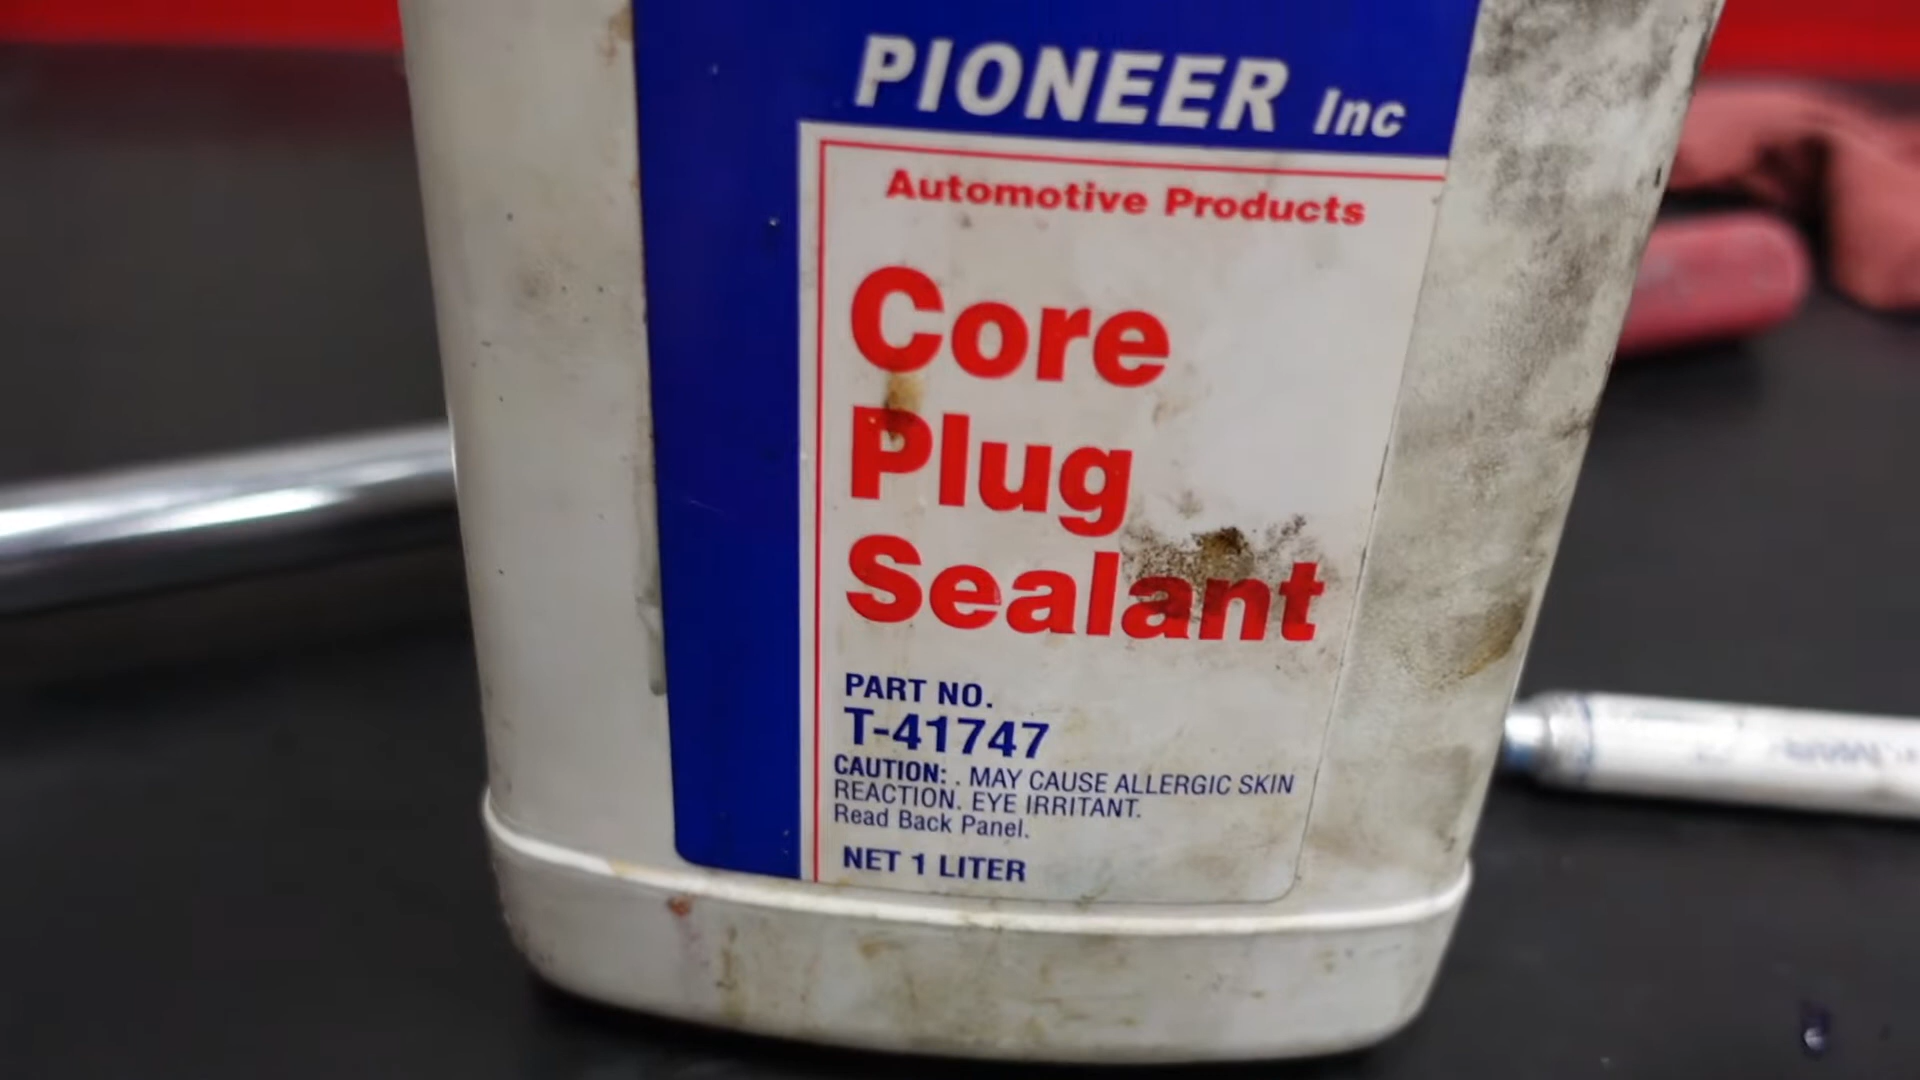 PIONEER Inc
Automotive Products
Core
Plug
Sealant
PART NO.
T-41747
CAUTION: . MAY CAUSE ALLERGIC SKIN
REACTION. EYE IRRITANT.
Read Back Panel.
NET 1 LITER